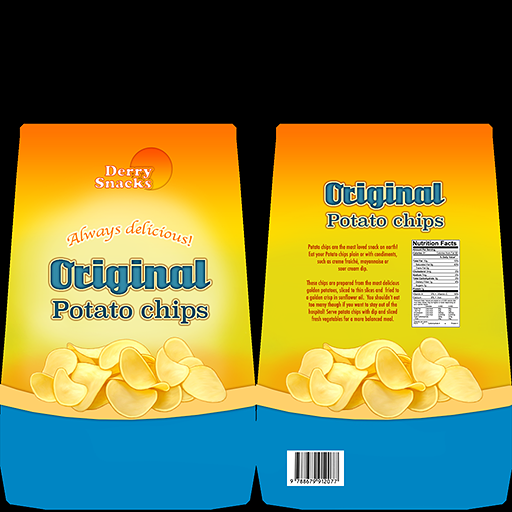 Derry
Snacks
Always delicious!
Original
Potato chips
Original
Potato chips
Potato chips are the most loved snack on earth!
Eat your Potato chips plain or with condiments,
such as creme fraiché, mayonnaise or
sour cream dip.
These chips are prepared from the most delicious
golden potatoes, sliced to thin slices and fried to
a golden crisp in sunflower oil. You shouldn't eat
too many though if you want to stay out of the
hospital! Serve potato chips with dip and sliced
fresh vegetables for a more balanced meal.
Nutrition Facts
9 788679 912077